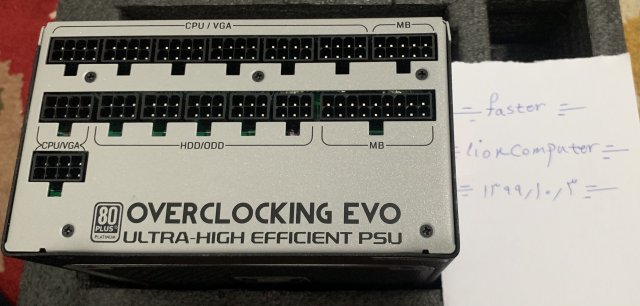 CPU / VGA MB
CPU/VGA HDD/ODD MB
80 PLUS PLATINUM
OVERCLOCKING EVO
ULTRA-HIGH EFFICIENT PSU
= faster =
= lionComputer =
= ۱۳۹۹/۱۰/۳ =